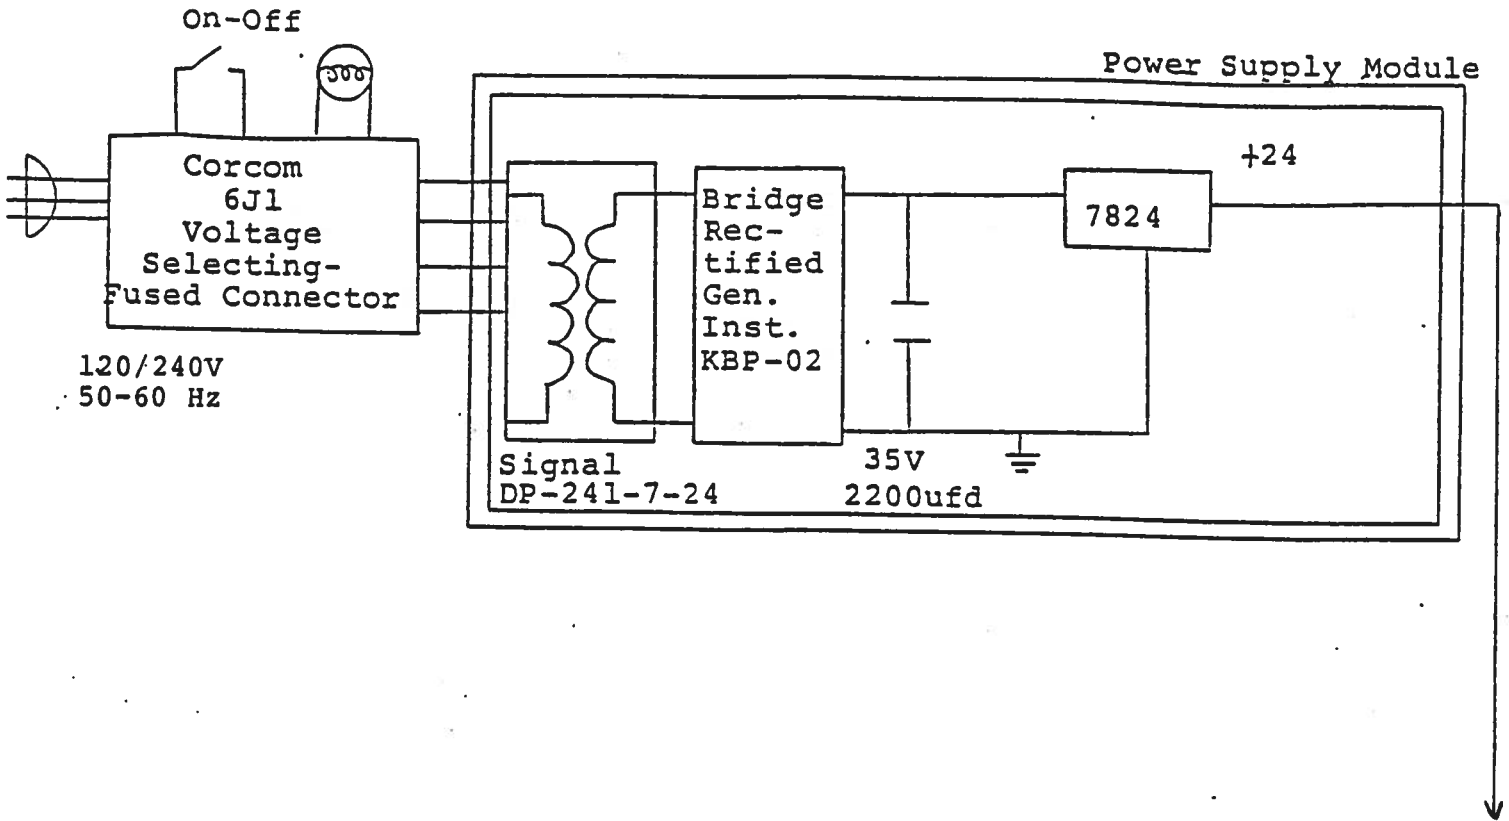 On-Off
Power Supply Module
Corcom
6J1
Voltage
Selecting-
Fused Connector
120/240V
50-60 Hz
Signal
DP-241-7-24
Bridge
Rec-
tified
Gen.
Inst.
KBP-02
35V
2200ufd
7824
+24